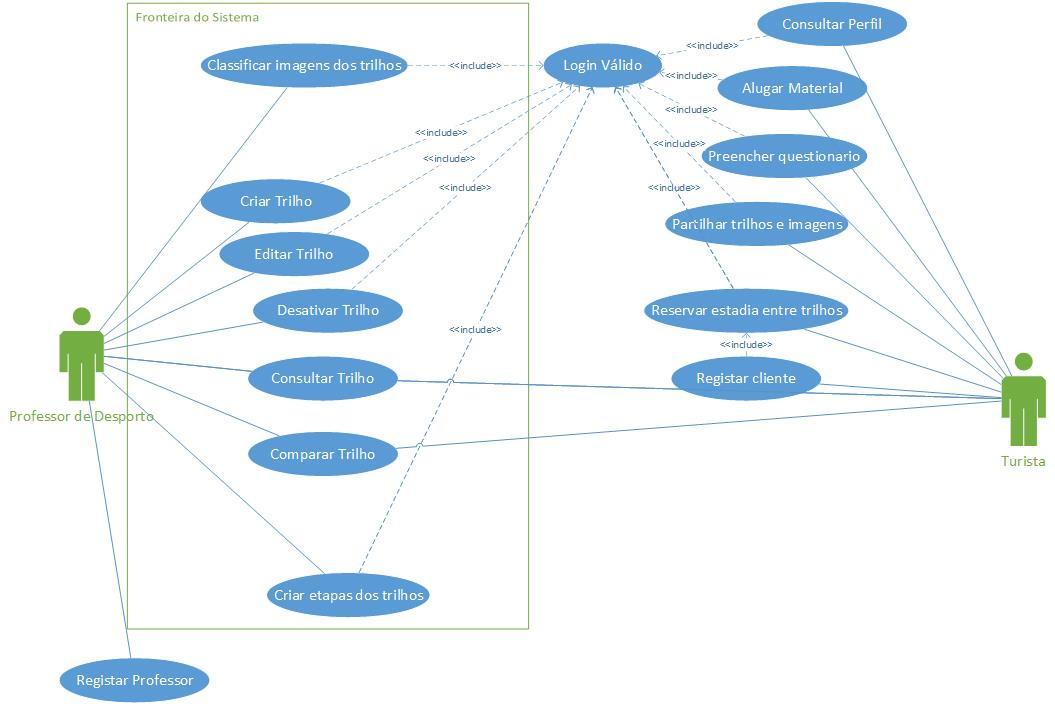 Fronteira do Sistema
Consultar Perfil
<<include>>
Classificar imagens dos trilhos
<<include>>
Login Válido
<<include>>
Alugar Material
<<include>>
<<include>>
<<include>>
Preencher questionario
<<include>>
<<include>>
<<include>>
Criar Trilho
Partilhar trilhos e imagens
Editar Trilho
Desativar Trilho
Reservar estadia entre trilhos
<<include>>
<<include>>
Consultar Trilho
Registar cliente
Professor de Desporto
Comparar Trilho
Turista
Criar etapas dos trilhos
Registar Professor